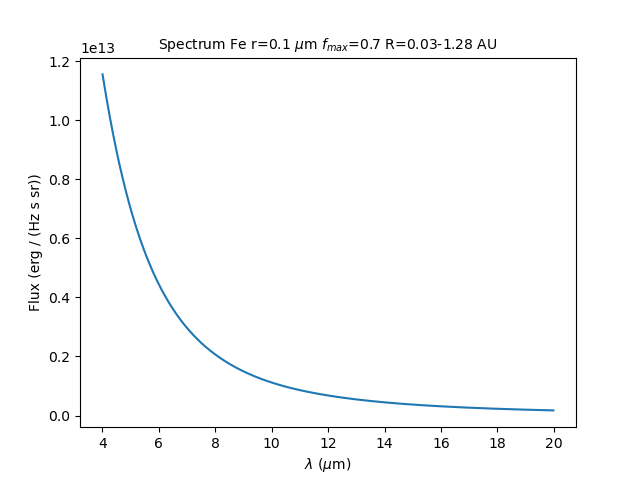 Spectrum Fe r=0.1 μm f_max=0.7 R=0.03-1.28 AU
1e13
1.2
1.0
0.8
0.6
0.4
0.2
0.0
Flux (erg / (Hz s sr))
4 6 8 10 12 14 16 18 20
λ (μm)